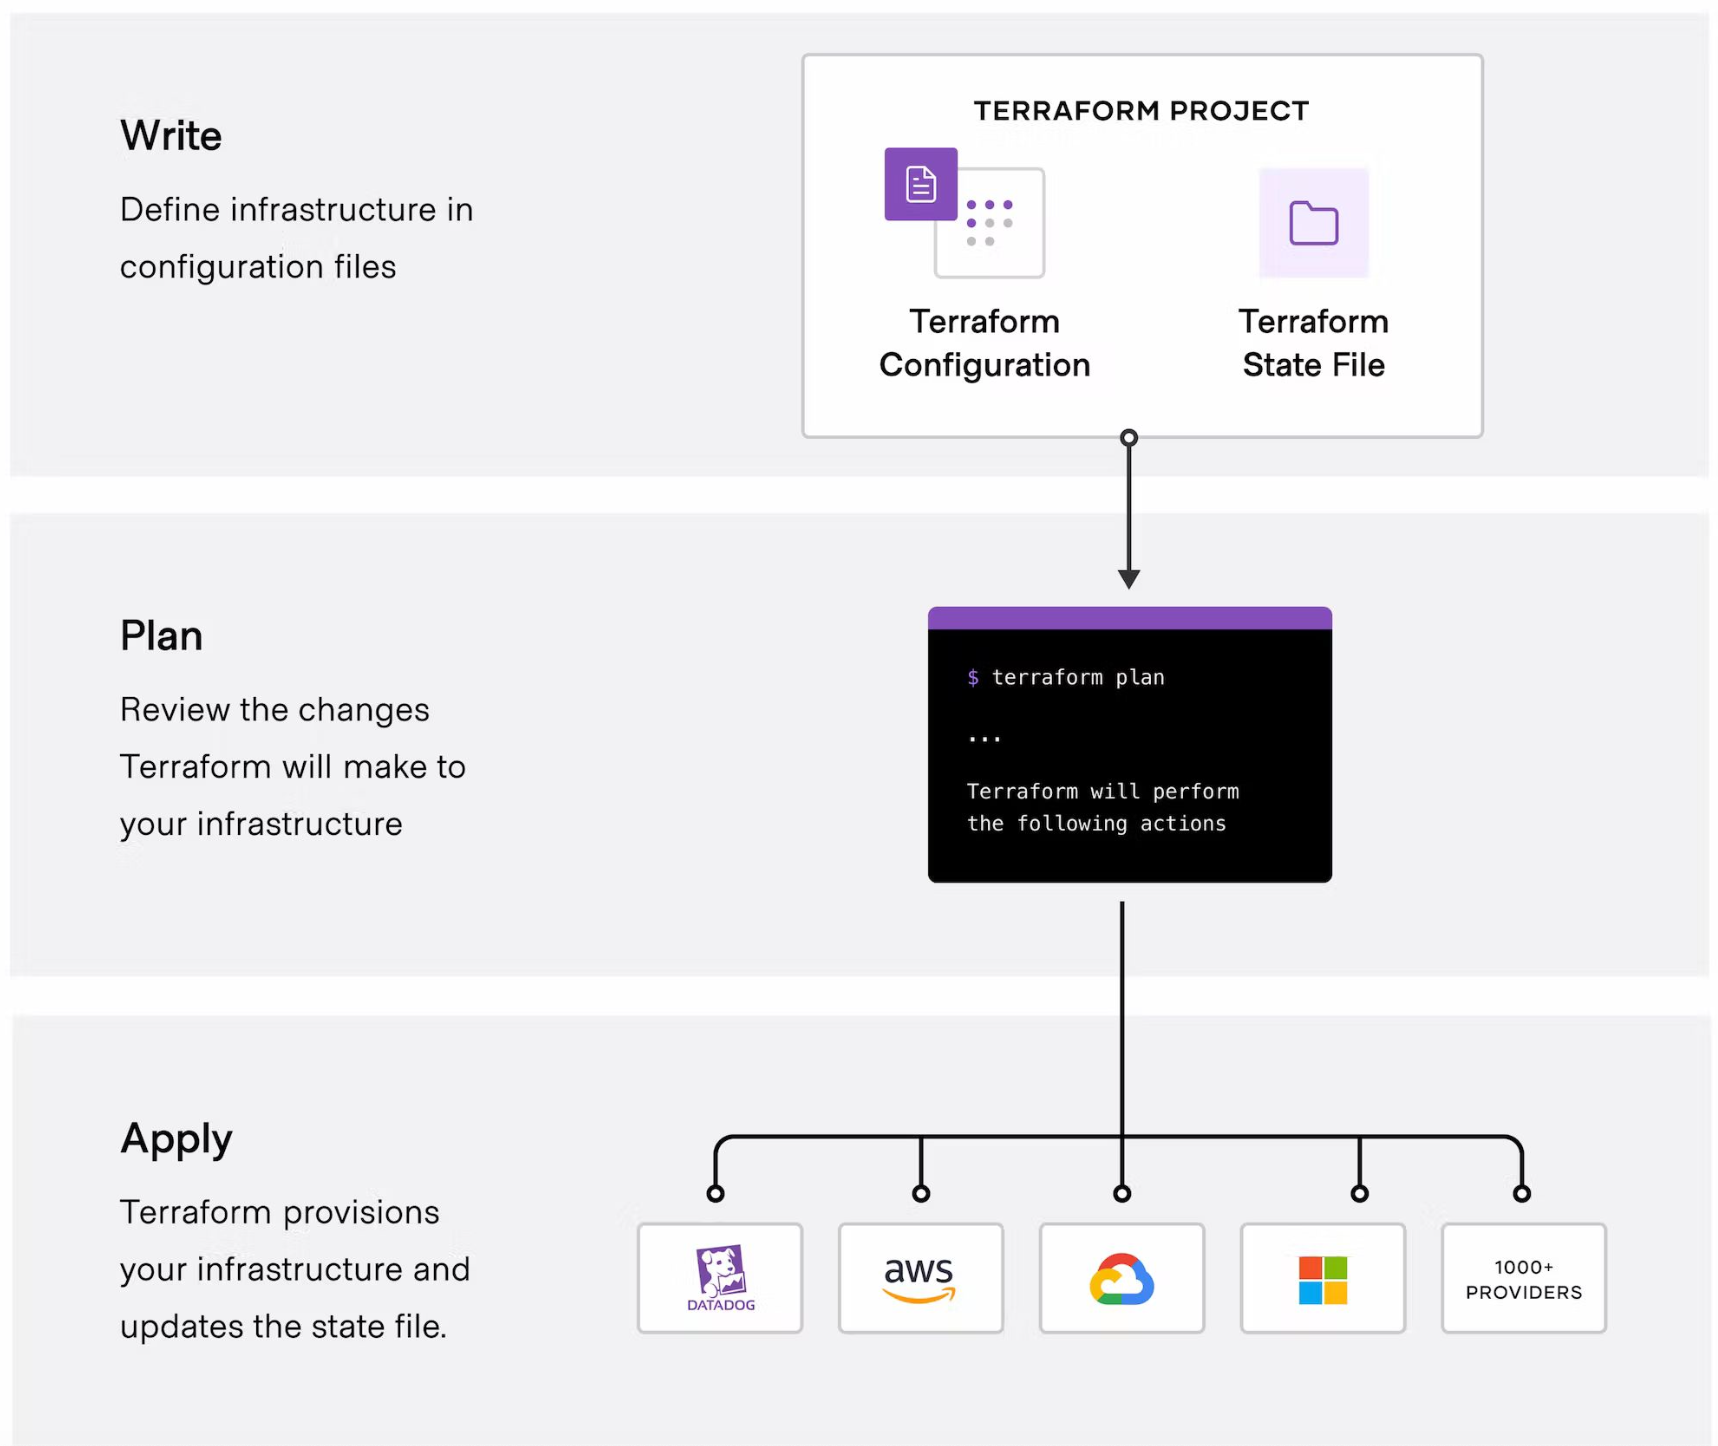 Write
Define infrastructure in
configuration files
TERRAFORM PROJECT
Terraform
Configuration
Terraform
State File
Plan
Review the changes
Terraform will make to
your infrastructure
$ terraform plan
...
Terraform will perform
the following actions
Apply
Terraform provisions
your infrastructure and
updates the state file.
DATADOG
aws
1000+
PROVIDERS